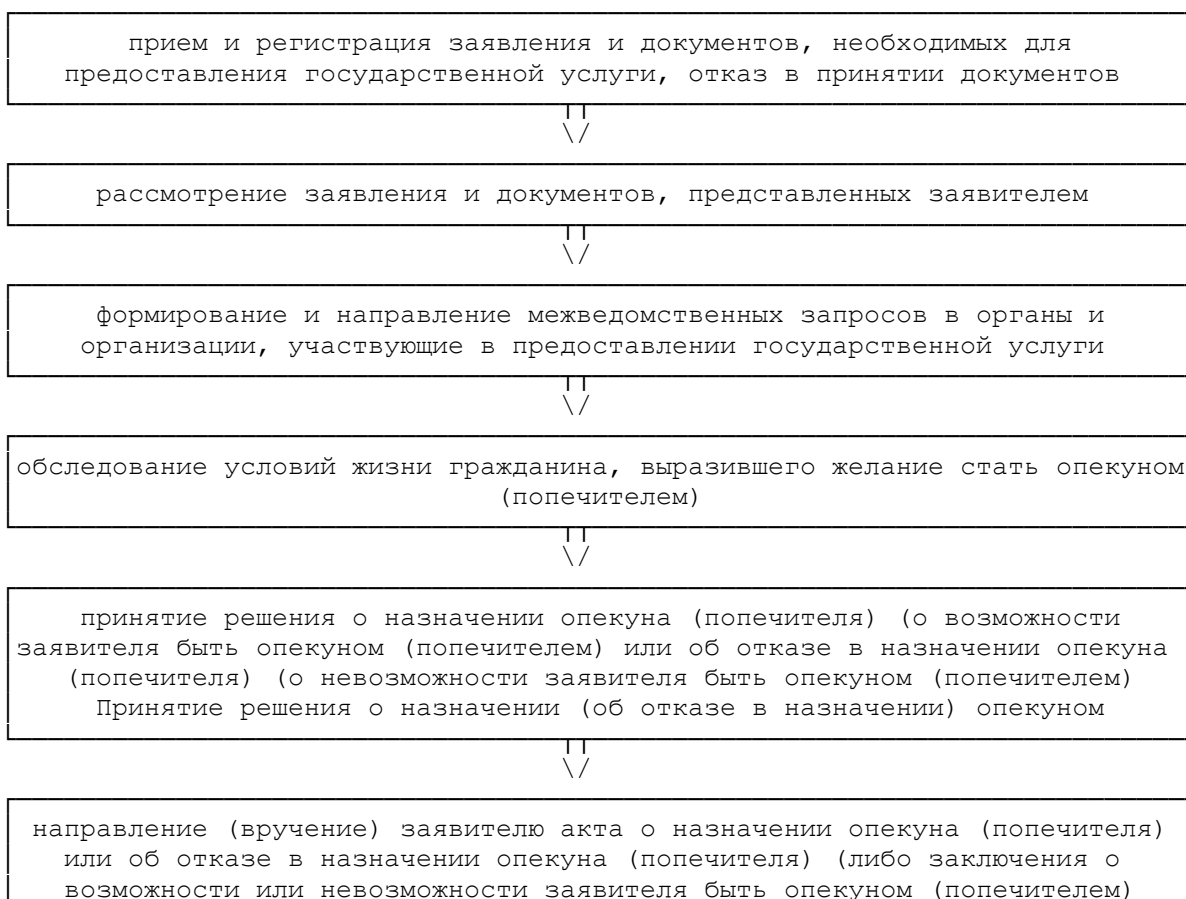 прием и регистрация заявления и документов, необходимых для
предоставления государственной услуги, отказ в принятии документов
рассмотрение заявления и документов, представленных заявителем
формирование и направление межведомственных запросов в органы и
организации, участвующие в предоставлении государственной услуги
обследование условий жизни гражданина, выразившего желание стать опекуном
(попечителем)
принятие решения о назначении опекуна (попечителя) (о возможности
заявителя быть опекуном (попечителем) или об отказе в назначении опекуна
(попечителя) (о невозможности заявителя быть опекуном (попечителем)
Принятие решения о назначении (об отказе в назначении) опекуном
направление (вручение) заявителю акта о назначении опекуна (попечителя)
или об отказе в назначении опекуна (попечителя) (либо заключения о
возможности или невозможности заявителя быть опекуном (попечителем)